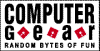 COMPUTER
Gear
RANDOM BYTES OF FUN